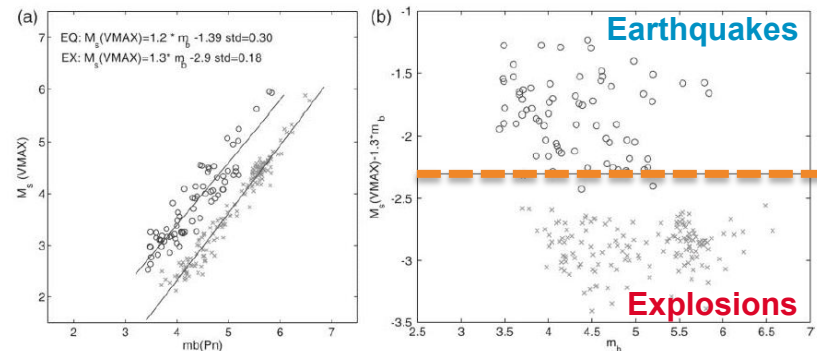 (a)
EQ: Ms(VMAX)=1.2 * mb -1.39 std=0.30
EX: Ms(VMAX)=1.3* mb -2.9 std=0.18
Ms (VMAX)
7
6
5
4
3
2
2 3 4 5 6 7
mb(Pn)
(b)
Earthquakes
Ms(VMAX)-1.3*mb
-1
-1.5
-2
-2.5
-3
-3.5
Explosions
2.5 3 3.5 4 4.5 5 5.5 6 6.5 7
mb